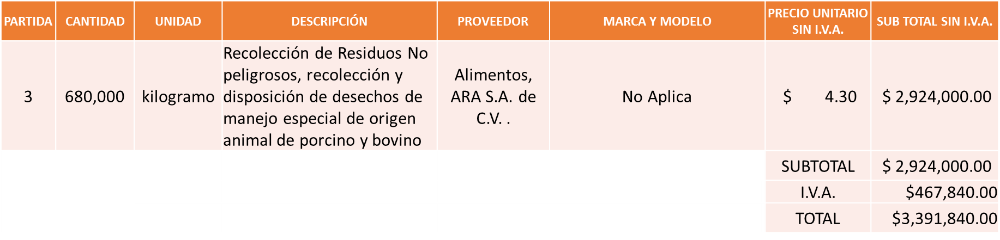 PARTIDA CANTIDAD UNIDAD DESCRIPCIÓN PROVEEDOR MARCA Y MODELO PRECIO UNITARIO SIN I.V.A. SUB TOTAL SIN I.V.A.
3
680,000
kilogramo
Recolección de Residuos No
peligrosos, recolección y
disposición de desechos de
manejo especial de origen
animal de porcino y bovino
Alimentos,
ARA S.A. de
C.V. .
No Aplica
$ 4.30
$ 2,924,000.00
SUBTOTAL $ 2,924,000.00
I.V.A. $467,840.00
TOTAL $3,391,840.00